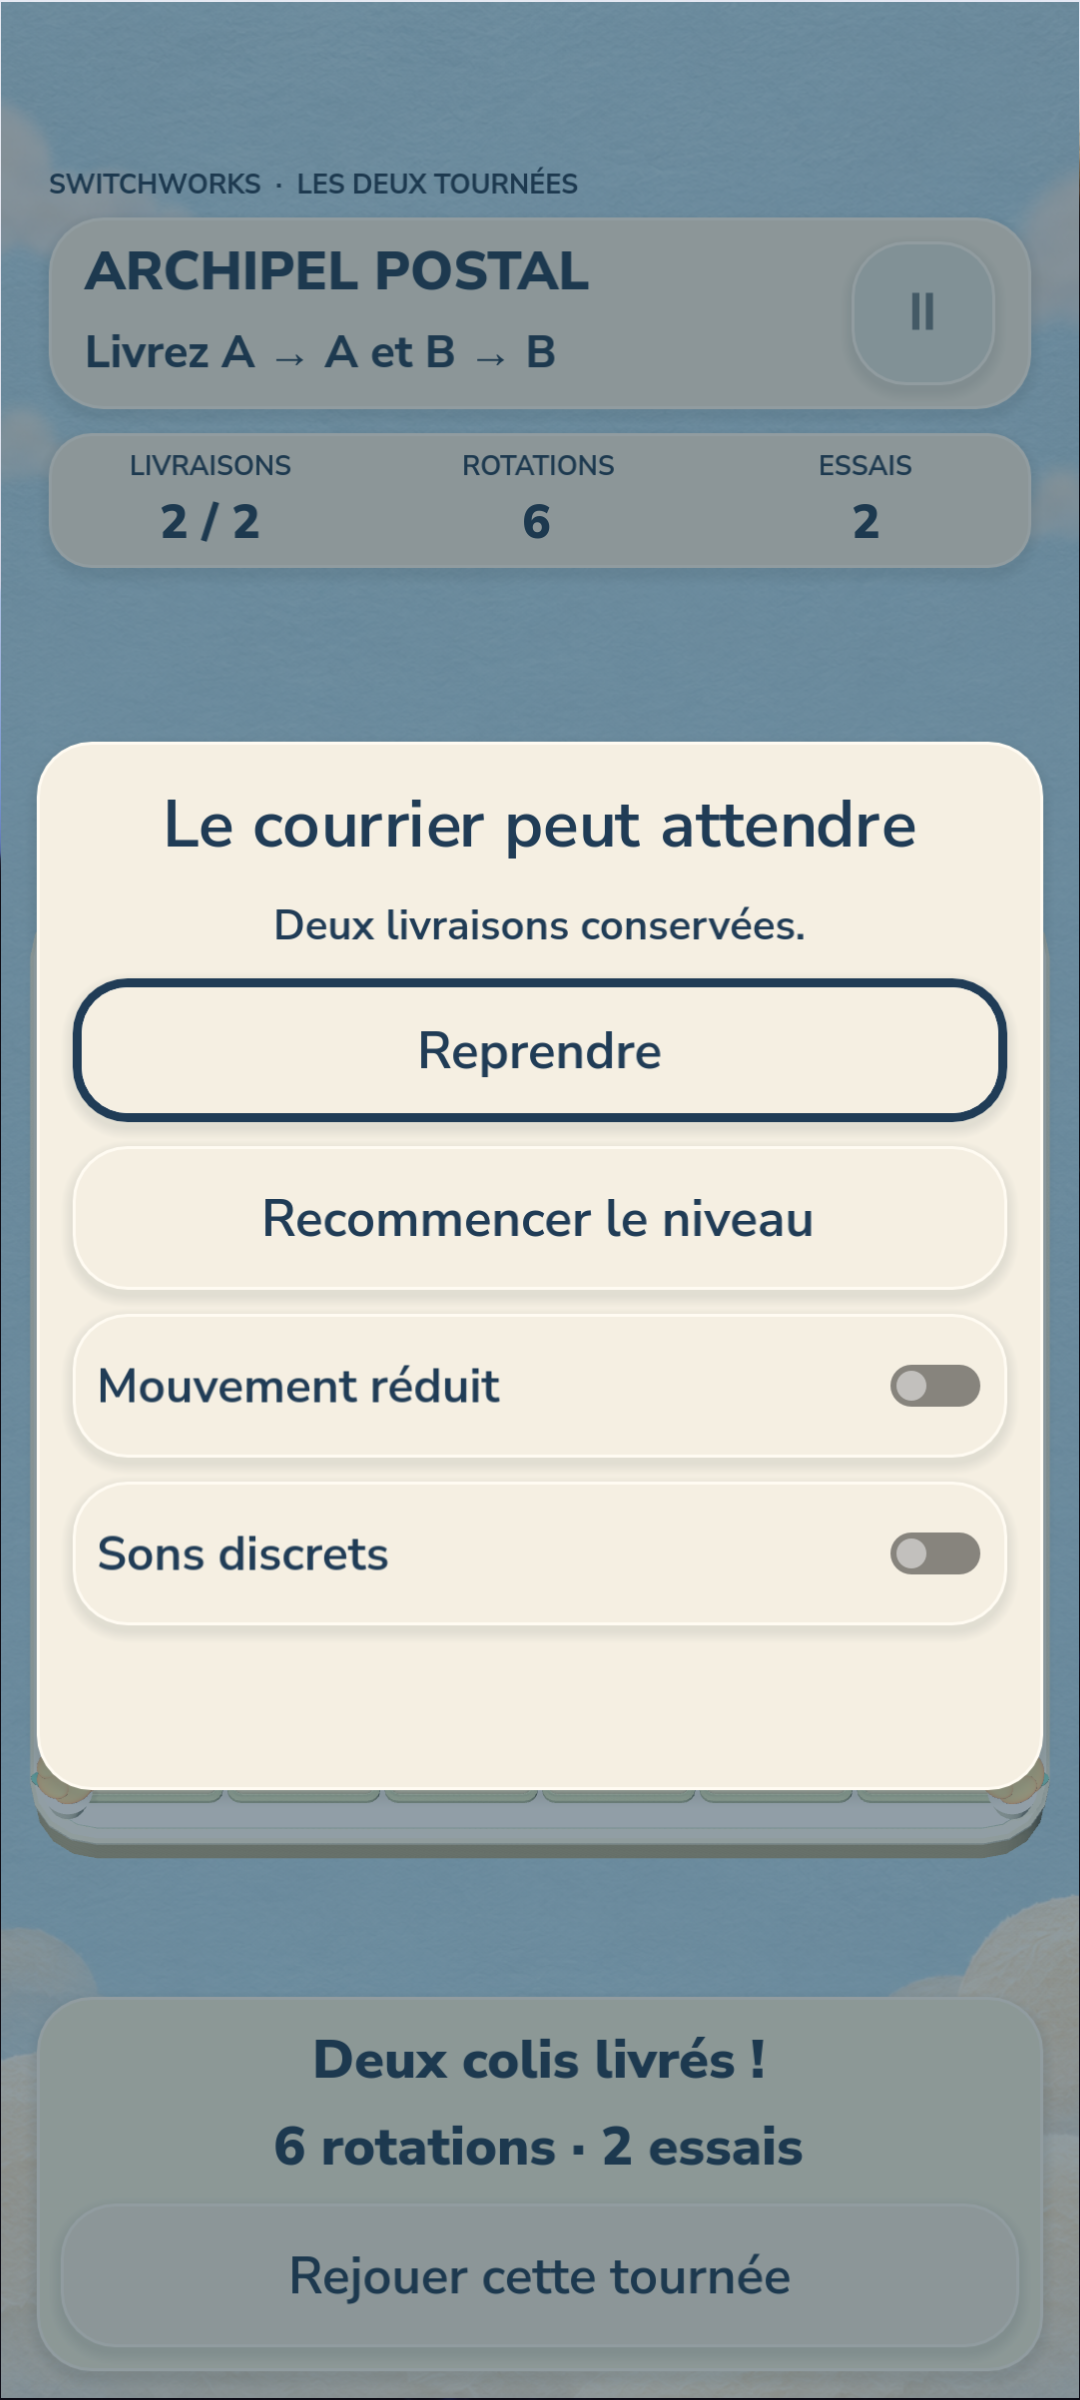 SWITCHWORKS · LES DEUX TOURNÉES
ARCHIPEL POSTAL
Livrez A → A et B → B
LIVRAISONS ROTATIONS ESSAIS
2 / 2 6 2
Le courrier peut attendre
Deux livraisons conservées.
Reprendre
Recommencer le niveau
Mouvement réduit
Sons discrets
Deux colis livrés !
6 rotations · 2 essais
Rejouer cette tournée